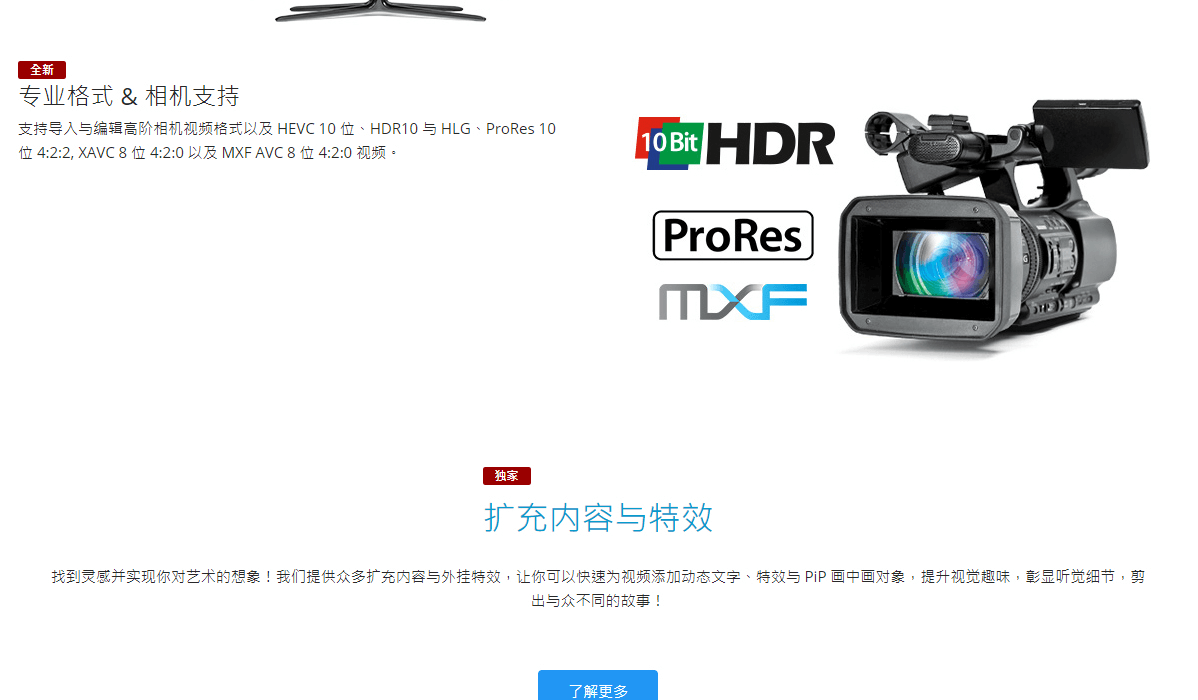 全新
专业格式 & 相机支持
支持导入与编辑高阶相机视频格式以及 HEVC 10 位、HDR10 与 HLG、ProRes 10
位 4:2:2, XAVC 8 位 4:2:0 以及 MXF AVC 8 位 4:2:0 视频。
10 Bit HDR
ProRes
MXF
独家
扩充内容与特效
找到灵感并实现你对艺术的想象！我们提供众多扩充内容与外挂特效，让你可以快速为视频添加动态文字、特效与 PiP 画中画对象，提升视觉趣味，彰显听觉细节，剪
出与众不同的故事！
了解更多